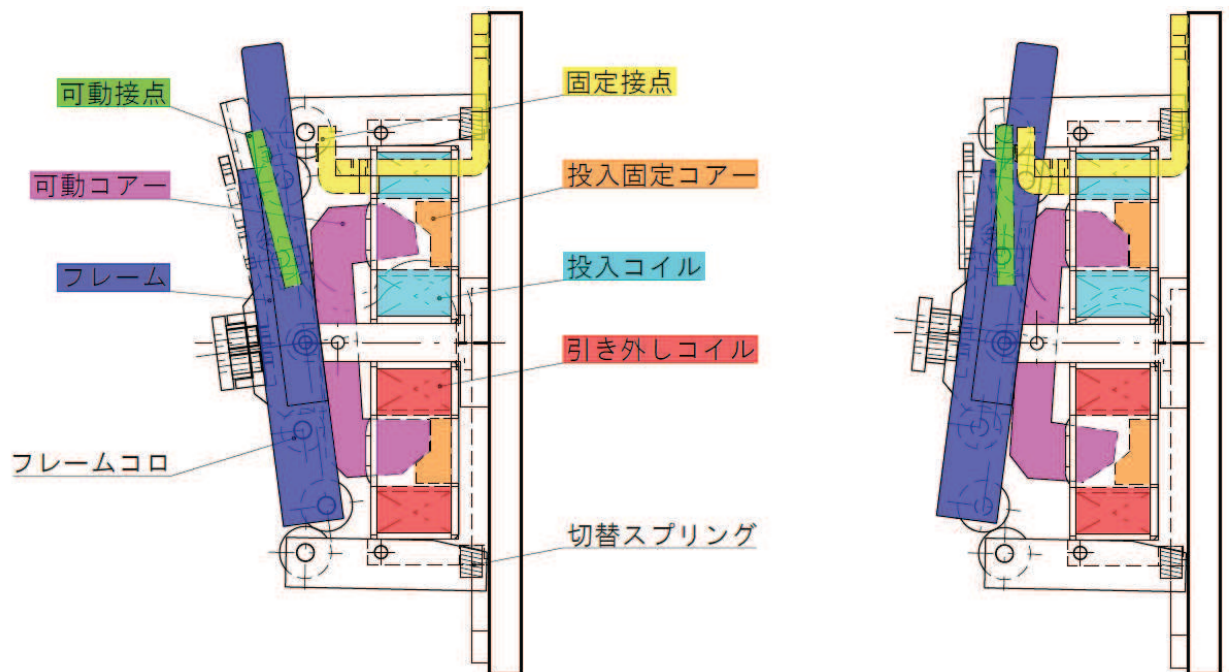 可動接点
固定接点
可動コアー
投入固定コアー
フレーム
投入コイル
引き外しコイル
フレームコロ
切替スプリング